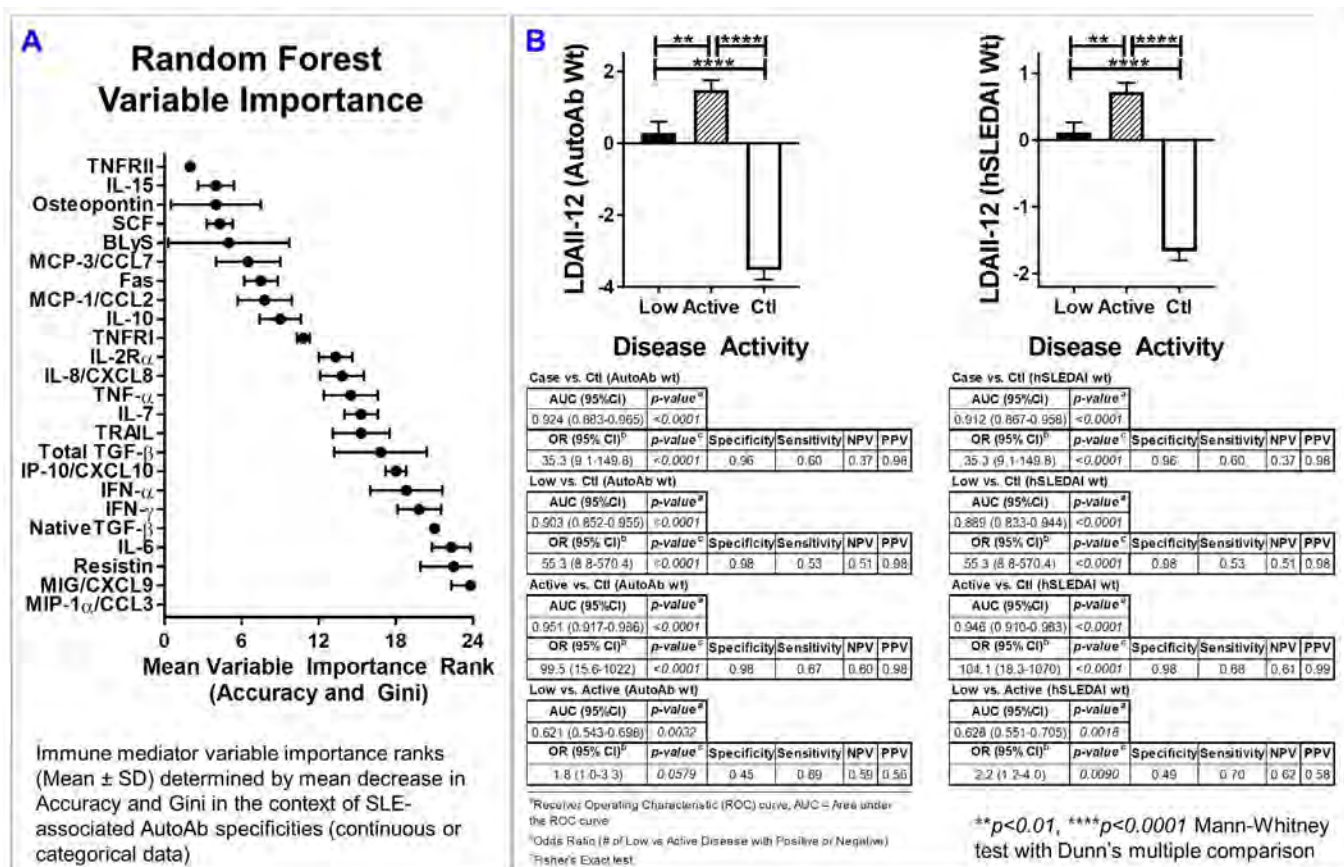 A
Random Forest
Variable Importance
TNFRII
IL-15
Osteopontin
SCF
BLyS
MCP-3/CCL7
Fas
MCP-1/CCL2
IL-10
TNFRI
IL-2Rα
IL-8/CXCL8
TNF-α
IL-7
TRAIL
Total TGF-β
IP-10/CXCL10
IFN-α
IFN-γ
Native TGF-β
IL-6
Resistin
MIG/CXCL9
MIP-1α/CCL3
0 6 12 18 24
Mean Variable Importance Rank
(Accuracy and Gini)
Immune mediator variable importance ranks
(Mean ± SD) determined by mean decrease in
Accuracy and Gini in the context of SLE-
associated AutoAb specificities (continuous or
categorical data)
B
** ****
****
LDAII-12 (AutoAb Wt)
2
0
-2
-4
Low Active Ctl
** ****
****
LDAII-12 (hSLEDAI Wt)
1
0
-1
-2
Low Active Ctl
Disease Activity
Disease Activity
Case vs. Ctl (AutoAb wt)
AUC (95%CI) p-value a
0.924 (0.883-0.965) <0.0001
OR (95% CI)b p-value c Specificity Sensitivity NPV PPV
35.3 (9.1-149.8) <0.0001 0.96 0.60 0.37 0.98
Low vs. Ctl (AutoAb wt)
AUC (95%CI) p-value a
0.903 (0.852-0.955) <0.0001
OR (95% CI)b p-value c Specificity Sensitivity NPV PPV
55.3 (8.8-570.4) <0.0001 0.98 0.53 0.51 0.98
Active vs. Ctl (AutoAb wt)
AUC (95%CI) p-value a
0.951 (0.917-0.986) <0.0001
OR (95% CI)b p-value c Specificity Sensitivity NPV PPV
99.5 (15.6-1022) <0.0001 0.98 0.67 0.60 0.98
Low vs. Active (AutoAb wt)
AUC (95%CI) p-value a
0.621 (0.543-0.698) 0.0032
OR (95% CI)b p-value c Specificity Sensitivity NPV PPV
1.8 (1.0-3.3) 0.0579 0.45 0.69 0.59 0.56
aReceiver Operating Characteristic (ROC) curve, AUC = Area under
the ROC curve
bOdds Ratio (# of Low vs Active Disease with Positive or Negative)
cFisher's Exact test
Case vs. Ctl (hSLEDAI wt)
AUC (95%CI) p-value a
0.912 (0.867-0.958) <0.0001
OR (95% CI)b p-value c Specificity Sensitivity NPV PPV
35.3 (9.1-149.8) <0.0001 0.96 0.60 0.37 0.98
Low vs. Ctl (hSLEDAI wt)
AUC (95%CI) p-value a
0.889 (0.833-0.944) <0.0001
OR (95% CI)b p-value c Specificity Sensitivity NPV PPV
55.3 (8.8-570.4) <0.0001 0.98 0.53 0.51 0.98
Active vs. Ctl (hSLEDAI wt)
AUC (95%CI) p-value a
0.946 (0.910-0.983) <0.0001
OR (95% CI)b p-value c Specificity Sensitivity NPV PPV
104.1 (18.3-1070) <0.0001 0.98 0.68 0.61 0.99
Low vs. Active (hSLEDAI wt)
AUC (95%CI) p-value a
0.628 (0.551-0.705) 0.0016
OR (95% CI)b p-value c Specificity Sensitivity NPV PPV
2.2 (1.2-4.0) 0.0090 0.49 0.70 0.62 0.58
**p<0.01, ****p<0.0001 Mann-Whitney
test with Dunn's multiple comparison